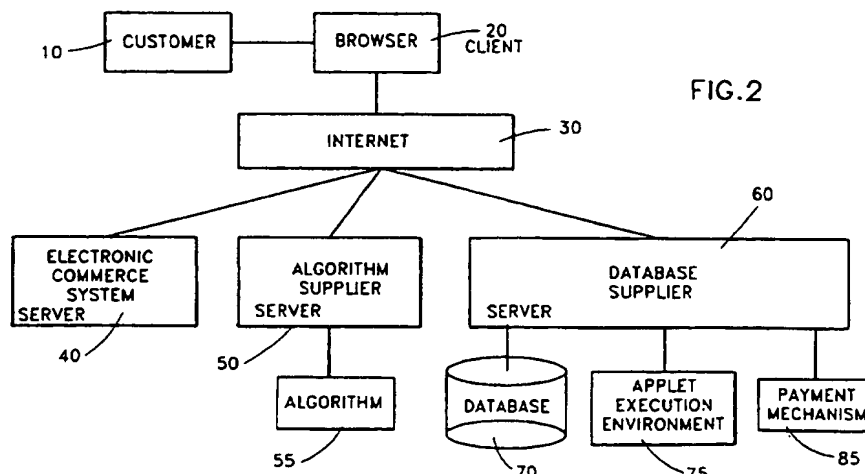 10
CUSTOMER
BROWSER
20
CLIENT
FIG.2
INTERNET
30
60
ELECTRONIC
COMMERCE
SYSTEM
SERVER
40
ALGORITHM
SUPPLIER
SERVER
50
DATABASE
SUPPLIER
SERVER
ALGORITHM
55
DATABASE
70
APPLET
EXECUTION
ENVIRONMENT
75
PAYMENT
MECHANISM
85